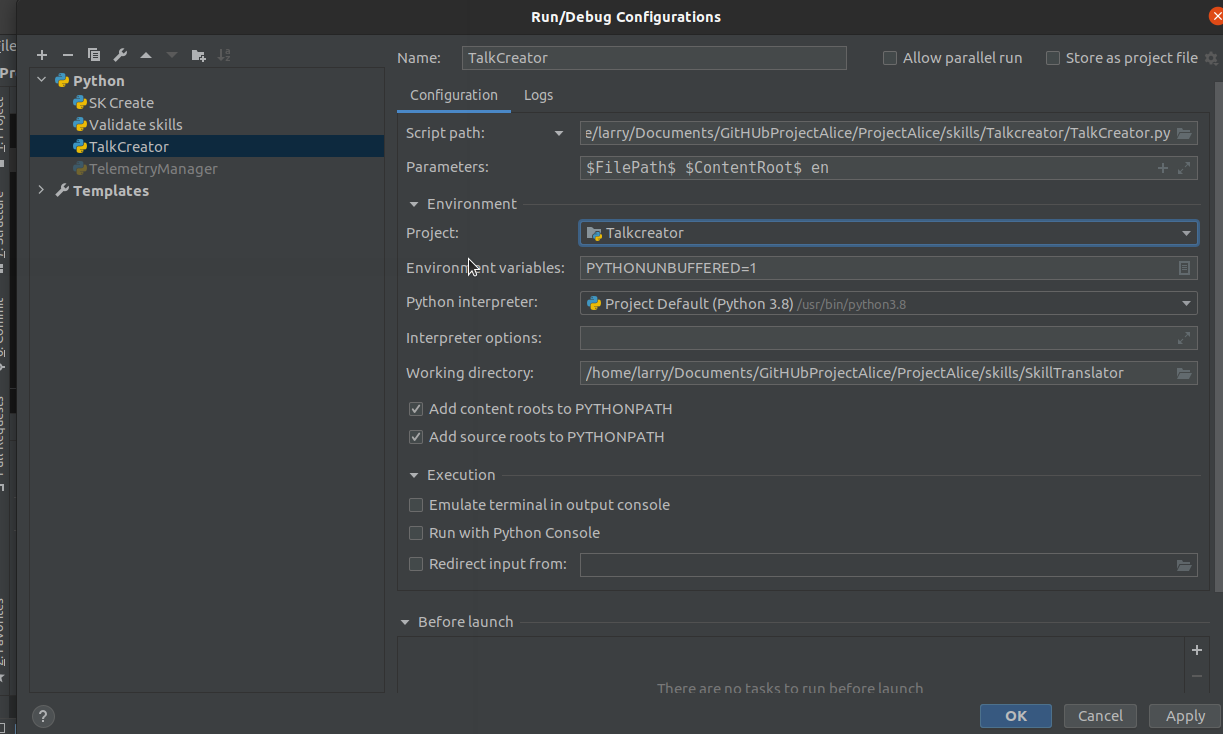 Run/Debug Configurations
Python
SK Create
Validate skills
TalkCreator
TelemetryManager
Templates
Name: TalkCreator
Allow parallel run
Store as project file
Configuration Logs
Script path: e/larry/Documents/GitHUbProjectAlice/ProjectAlice/skills/Talkcreator/TalkCreator.py
Parameters: $FilePath$ $ContentRoot$ en
Environment
Project: Talkcreator
Environment variables: PYTHONUNBUFFERED=1
Python interpreter: Project Default (Python 3.8) /usr/bin/python3.8
Interpreter options:
Working directory: /home/larry/Documents/GitHUbProjectAlice/ProjectAlice/skills/SkillTranslator
Add content roots to PYTHONPATH
Add source roots to PYTHONPATH
Execution
Emulate terminal in output console
Run with Python Console
Redirect input from:
Before launch
There are no tasks to run before launch
?
OK Cancel Apply